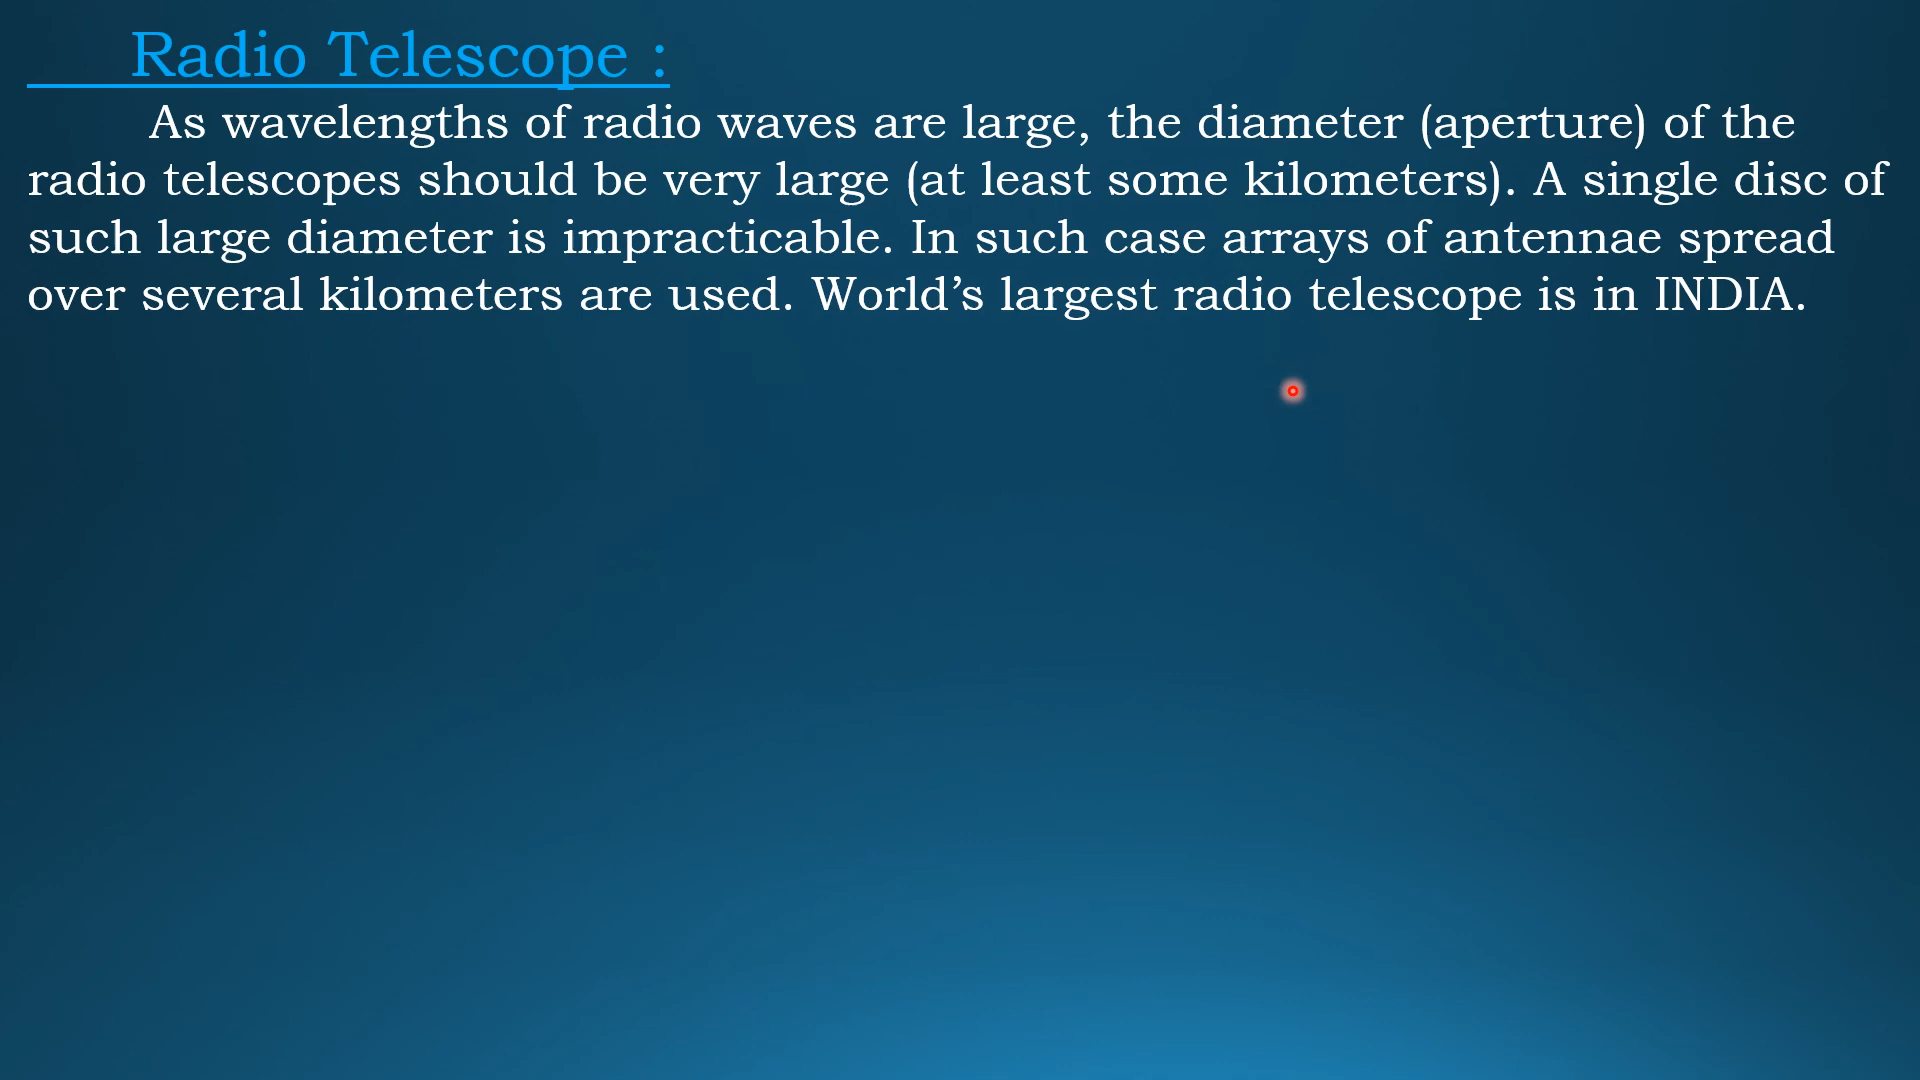 Radio Telescope :
As wavelengths of radio waves are large, the diameter (aperture) of the
radio telescopes should be very large (at least some kilometers). A single disc of
such large diameter is impracticable. In such case arrays of antennae spread
over several kilometers are used. World’s largest radio telescope is in INDIA.